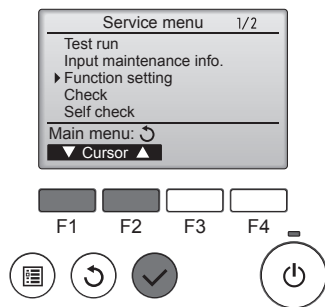 Service menu 1/2
Test run
Input maintenance info.
Function setting
Check
Self check
Main menu:
Cursor
F1 F2 F3 F4